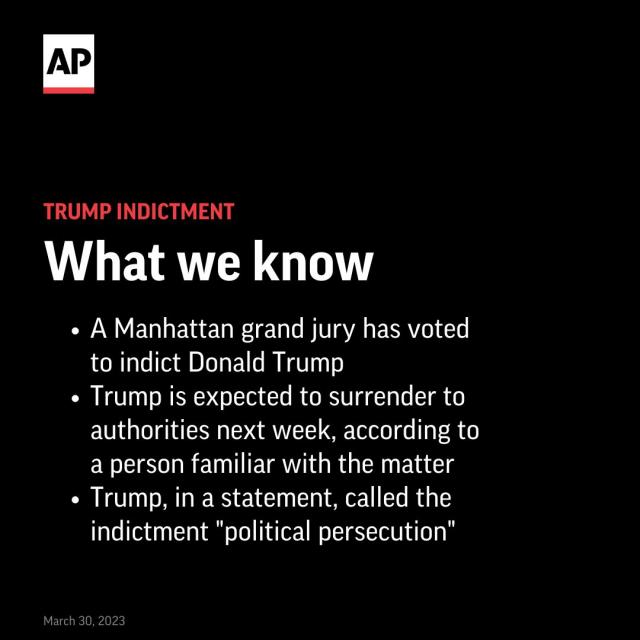 AP
TRUMP INDICTMENT
What we know
• A Manhattan grand jury has voted
to indict Donald Trump
• Trump is expected to surrender to
authorities next week, according to
a person familiar with the matter
• Trump, in a statement, called the
indictment "political persecution"
March 30, 2023